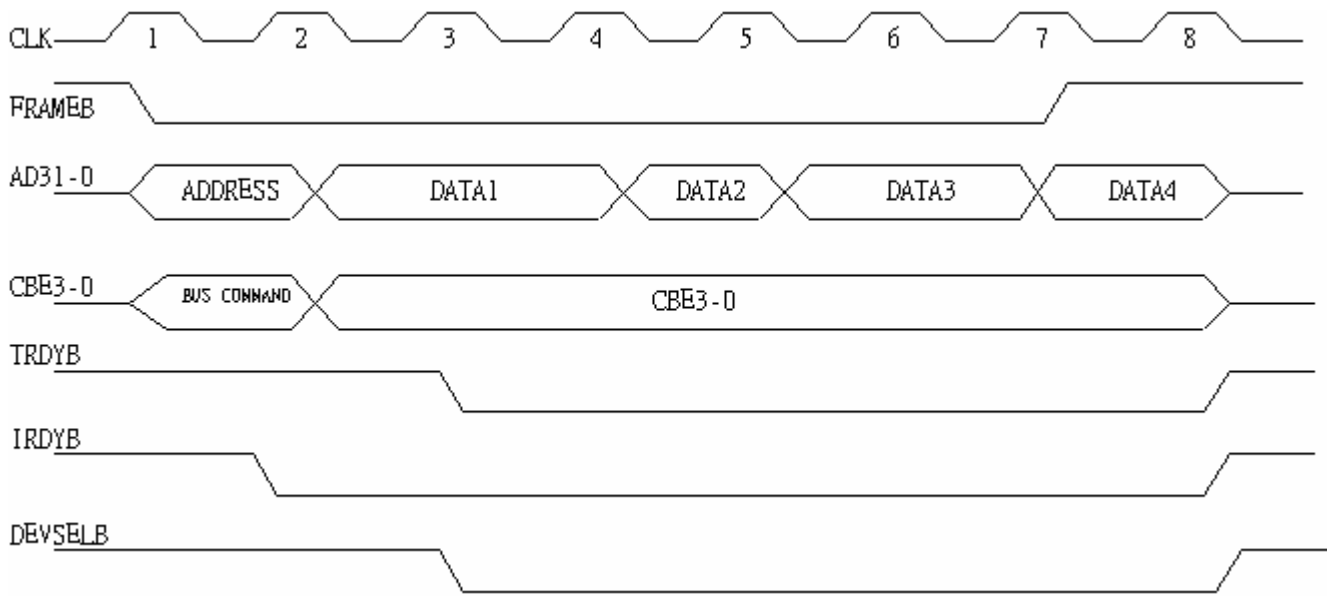 CLK 1 2 3 4 5 6 7 8
FRAMEB
AD31-0 ADDRESS DATA1 DATA2 DATA3 DATA4
CBE3-0 BUS COMMAND CBE3-0
TRDYB
IRDYB
DEVSELB